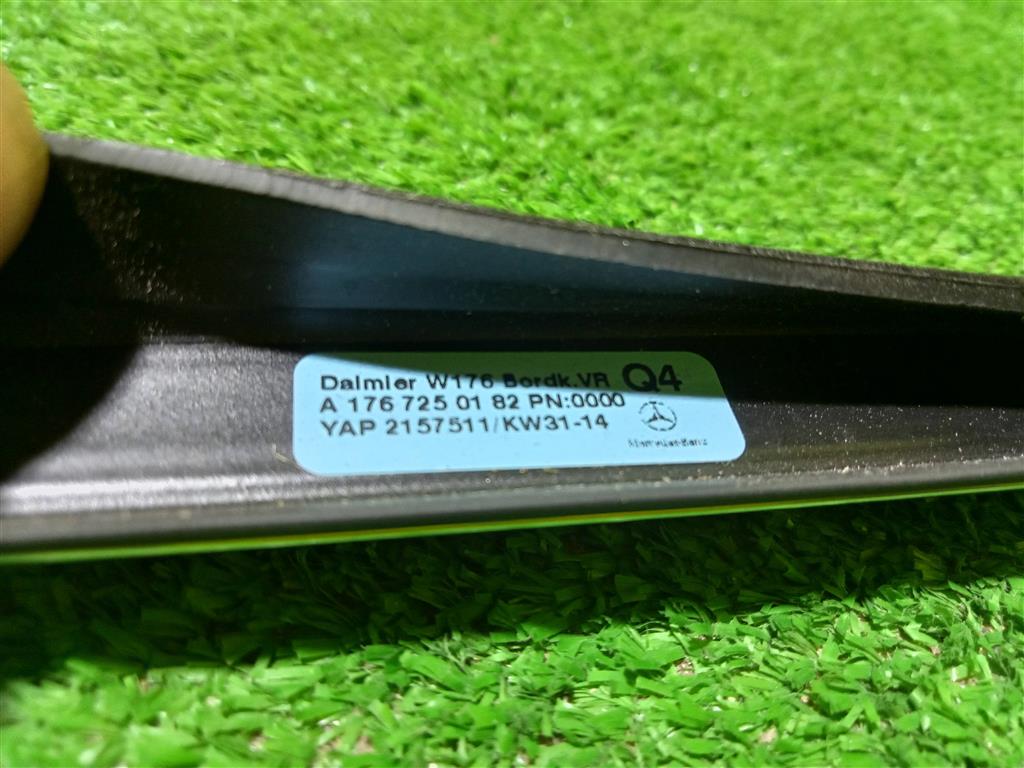 Daimler W176 Bordk.VR Q4
A 176 725 01 82 PN:0000
YAP 2157511/KW31-14
Mercedes-Benz